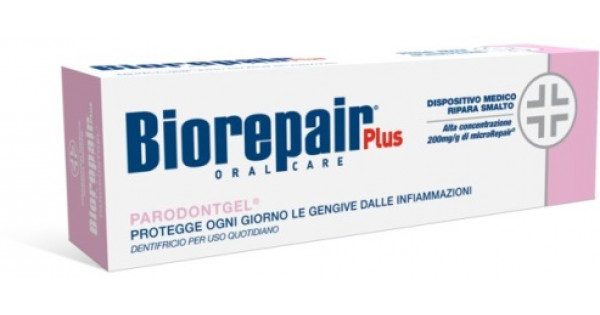 Biorepair® Plus
ORAL CARE
PARODONTGEL®
PROTEGGE OGNI GIORNO LE GENGIVE DALLE INFIAMMAZIONI
DENTIFRICIO PER USO QUOTIDIANO
DISPOSITIVO MEDICO
RIPARA SMALTO
Alta concentrazione
200mg/g di microRepair®
Biorepair